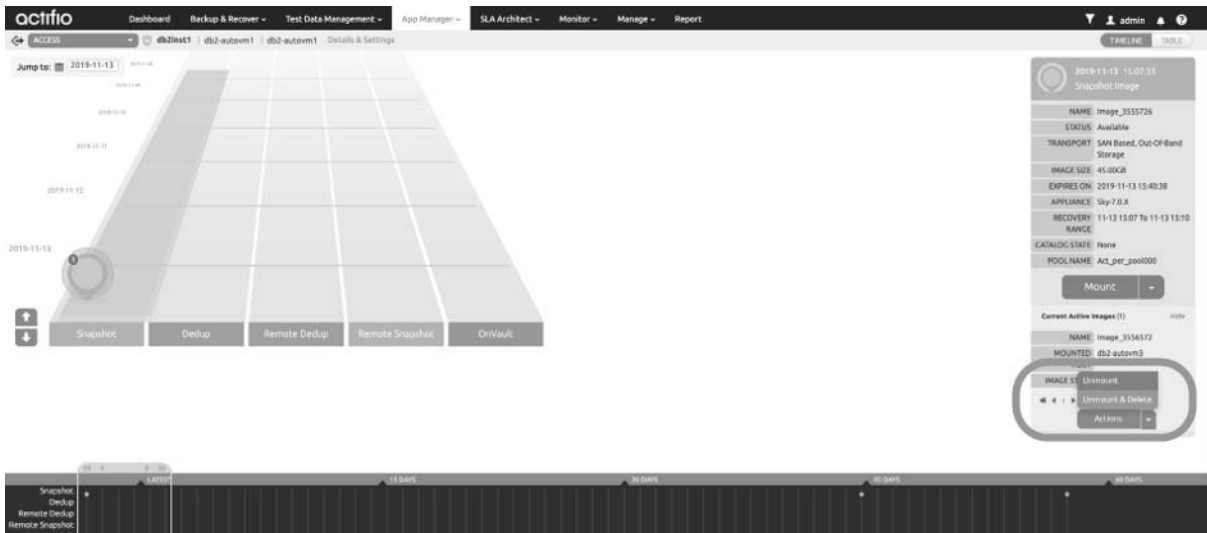 actifio
Dashboard Backup & Recover Test Data Management App Manager SLA Architect Monitor Manage Report admin
ACCESS db2inst1 | db2-autovm1 | db2-autovm1 Details & Settings TIMELINE TABLE
Jump to: 2019-11-13
2019-11-11
2019-11-12
2019-11-13
1
Snapshot Dedup Remote Dedup Remote Snapshot OnVault
2019-11-13 15:07:33
Snapshot Image
NAME Image_3555726
STATUS Available
TRANSPORT SAN Based, Out-Of-Band
Storage
IMAGE SIZE 45.00GB
EXPIRES ON 2019-11-13 15:40:38
APPLIANCE Sky-7.0.X
RECOVERY 11-13 15:07 To 11-13 15:10
RANGE
CATALOG STATE None
POOL NAME Act_per_pool000
Mount
Current Active Images (1) Hide
NAME Image_3556572
MOUNTED db2-autovm3
IMAGE Unmount
Unmount & Delete
Actions
LATEST 15 DAYS 30 DAYS 45 DAYS 60 DAYS
Snapshot
Dedup
Remote Dedup
Remote Snapshot